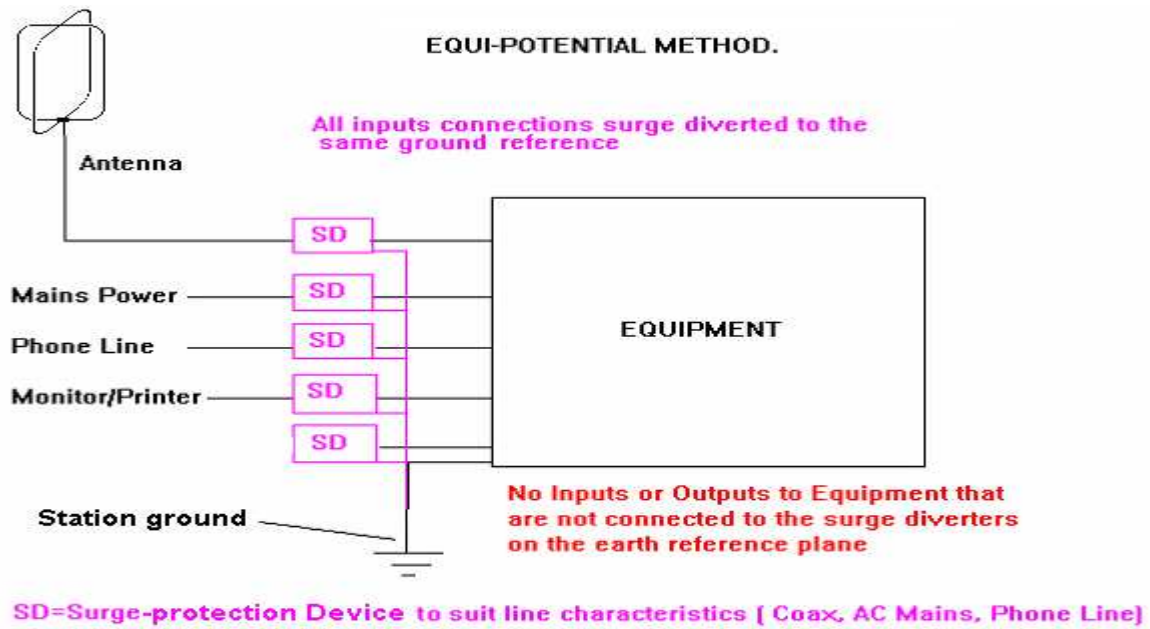 EQUI-POTENTIAL METHOD.
All inputs connections surge diverted to the
same ground reference
Antenna
SD
Mains Power
SD
EQUIPMENT
Phone Line
SD
Monitor/Printer
SD
SD
No Inputs or Outputs to Equipment that
are not connected to the surge diverters
on the earth reference plane
Station ground
SD=Surge-protection Device to suit line characteristics ( Coax, AC Mains, Phone Line)